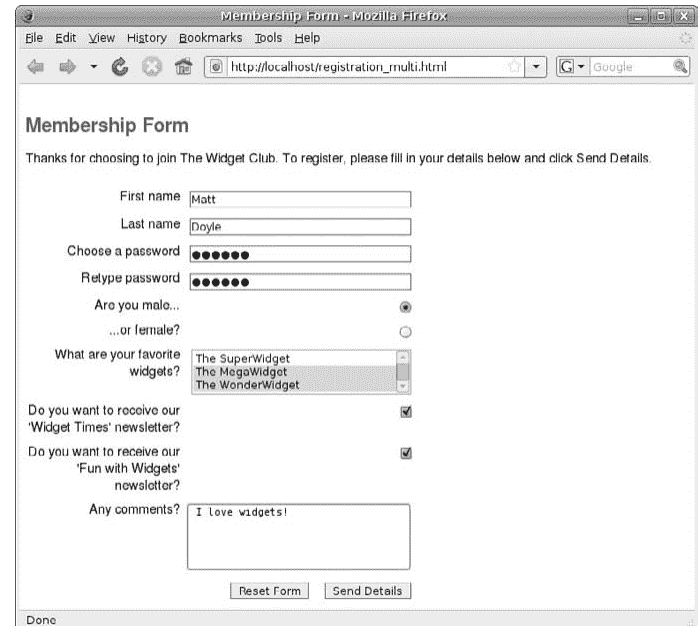 Membership Form - Mozilla Firefox
File Edit View History Bookmarks Tools Help
http://localhost/registration_multi.html
G Google
Membership Form
Thanks for choosing to join The Widget Club. To register, please fill in your details below and click Send Details.
First name Matt
Last name Doyle
Choose a password ●●●●●●
Retype password ●●●●●●
Are you male...
...or female?
What are your favorite
widgets?
The SuperWidget
The MegaWidget
The WonderWidget
Do you want to receive our
'Widget Times' newsletter?
Do you want to receive our
'Fun with Widgets'
newsletter?
Any comments? I love widgets!
Reset Form Send Details
Done